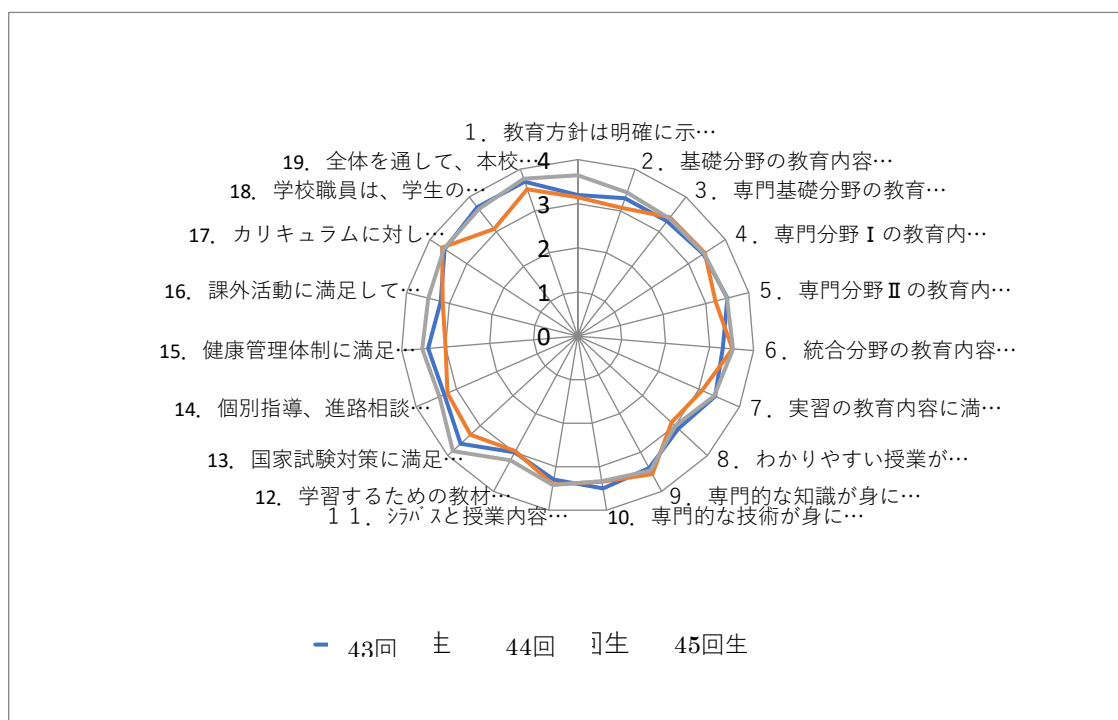 1．教育方針は明確に示…
2．基礎分野の教育内容…
3．専門基礎分野の教育…
4．専門分野Ⅰの教育内…
5．専門分野Ⅱの教育内…
6．統合分野の教育内容…
7．実習の教育内容に満…
8．わかりやすい授業が…
9．専門的な知識が身に…
10．専門的な技術が身に…
１１．ｼﾗﾊﾞｽと授業内容…
12．学習するための教材…
13．国家試験対策に満足…
14．個別指導、進路相談…
15．健康管理体制に満足…
16．課外活動に満足して…
17．カリキュラムに対し…
18．学校職員は、学生の…
19．全体を通して、本校…
4
3
2
1
0
43回生 44回生 45回生